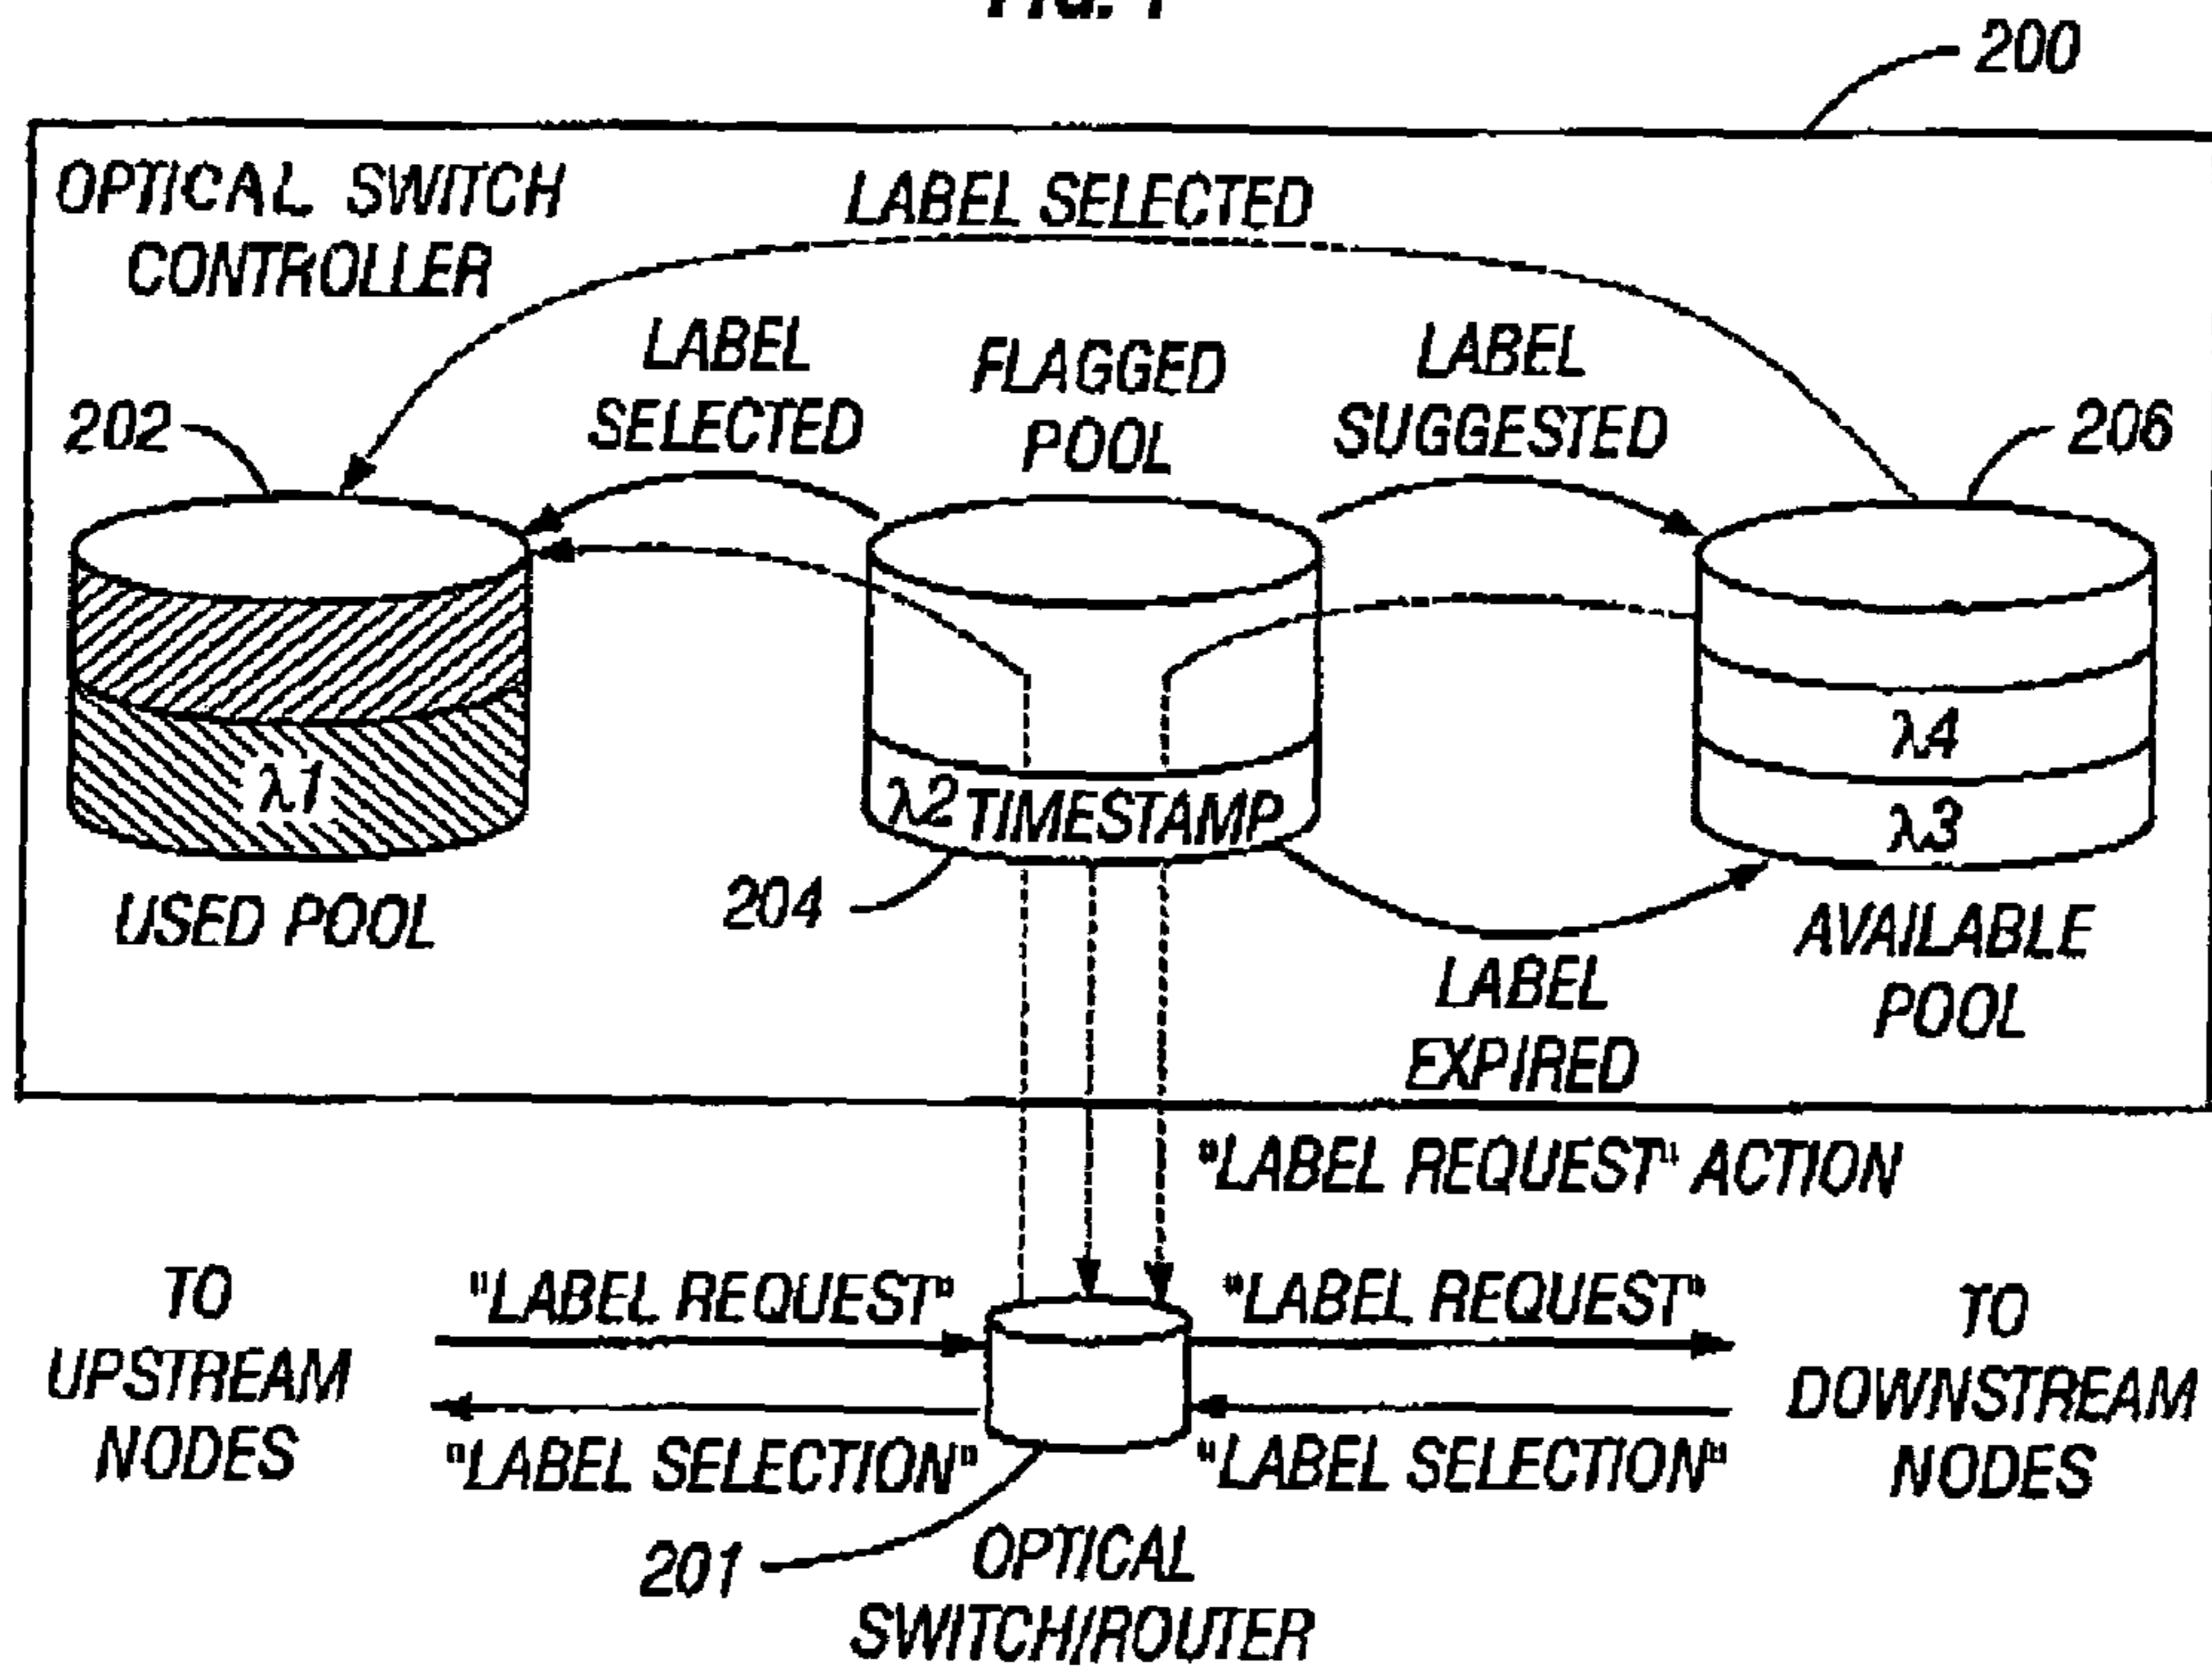 FIG. 1
200
OPTICAL SWITCH
CONTROLLER
LABEL SELECTED
LABEL
SELECTED
FLAGGED
POOL
LABEL
SUGGESTED
202
206
λ1
λ2 TIMESTAMP
λ4
λ3
USED POOL
204
AVAILABLE
POOL
LABEL
EXPIRED
"LABEL REQUEST" ACTION
TO
UPSTREAM
NODES
"LABEL REQUEST"
"LABEL SELECTION"
"LABEL REQUEST"
"LABEL SELECTION"
TO
DOWNSTREAM
NODES
201
OPTICAL
SWITCH/ROUTER